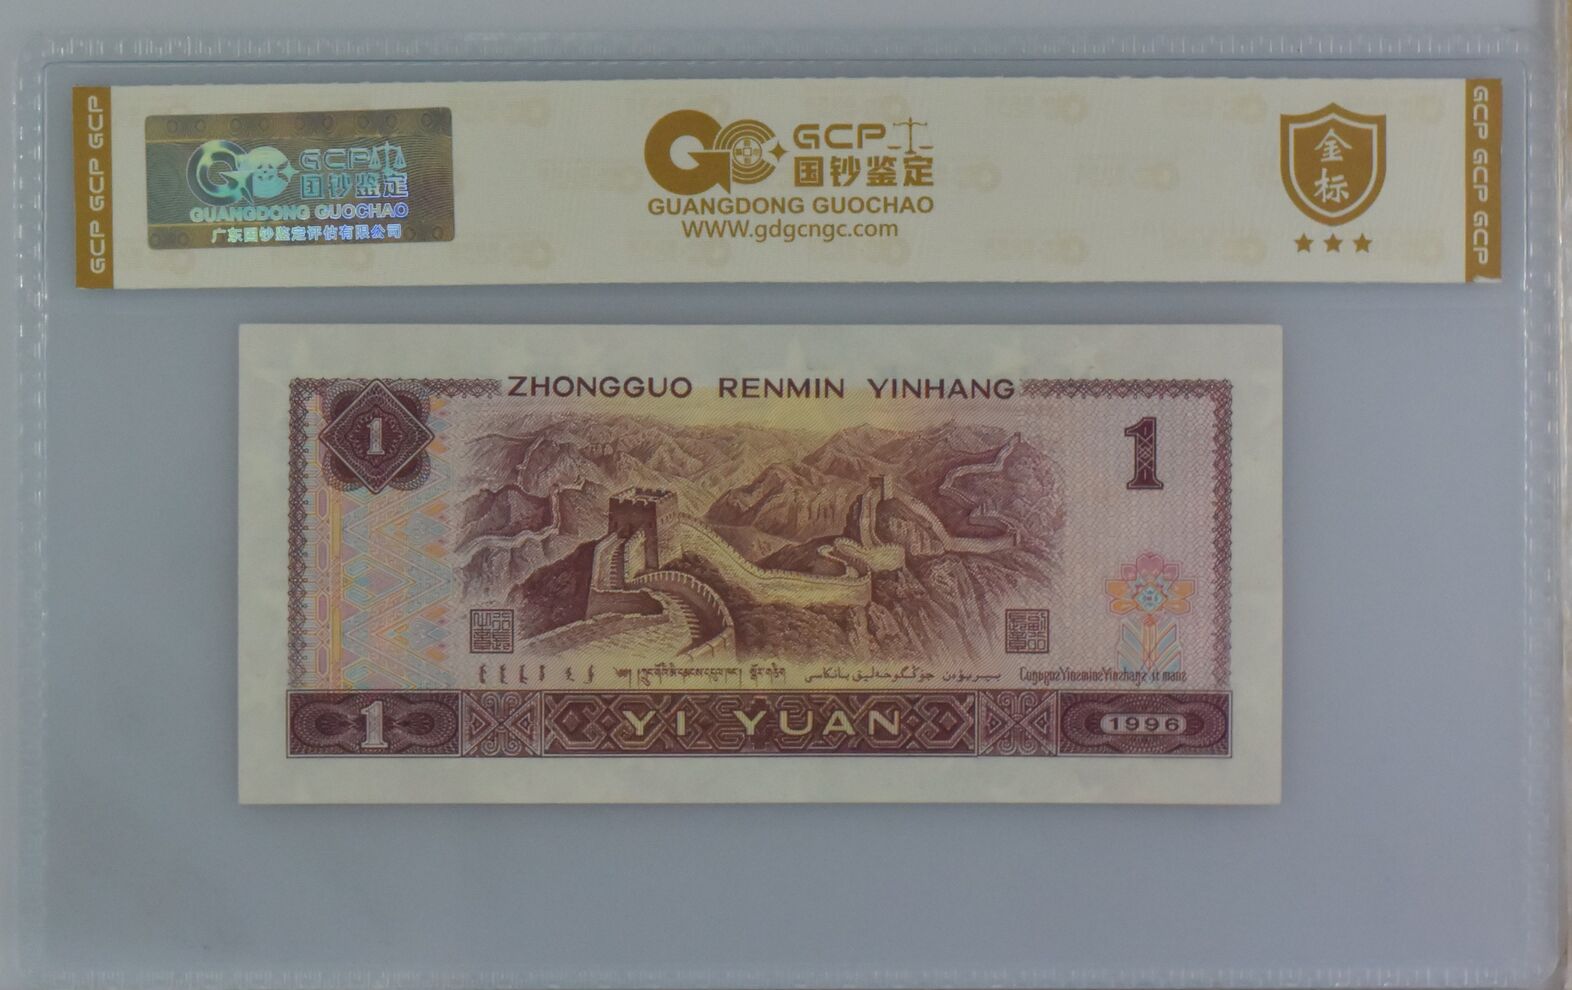 GCP GCP GCP
GCP
国钞鉴定
GUANGDONG GUOCHAO
广东国钞鉴定评估有限公司
GCP
国钞鉴定
GUANGDONG GUOCHAO
WWW.gdgcngc.com
金
标
GCP GCP GCP
ZHONGGUO RENMIN YINHANG
1
1
1
YI YUAN
1996